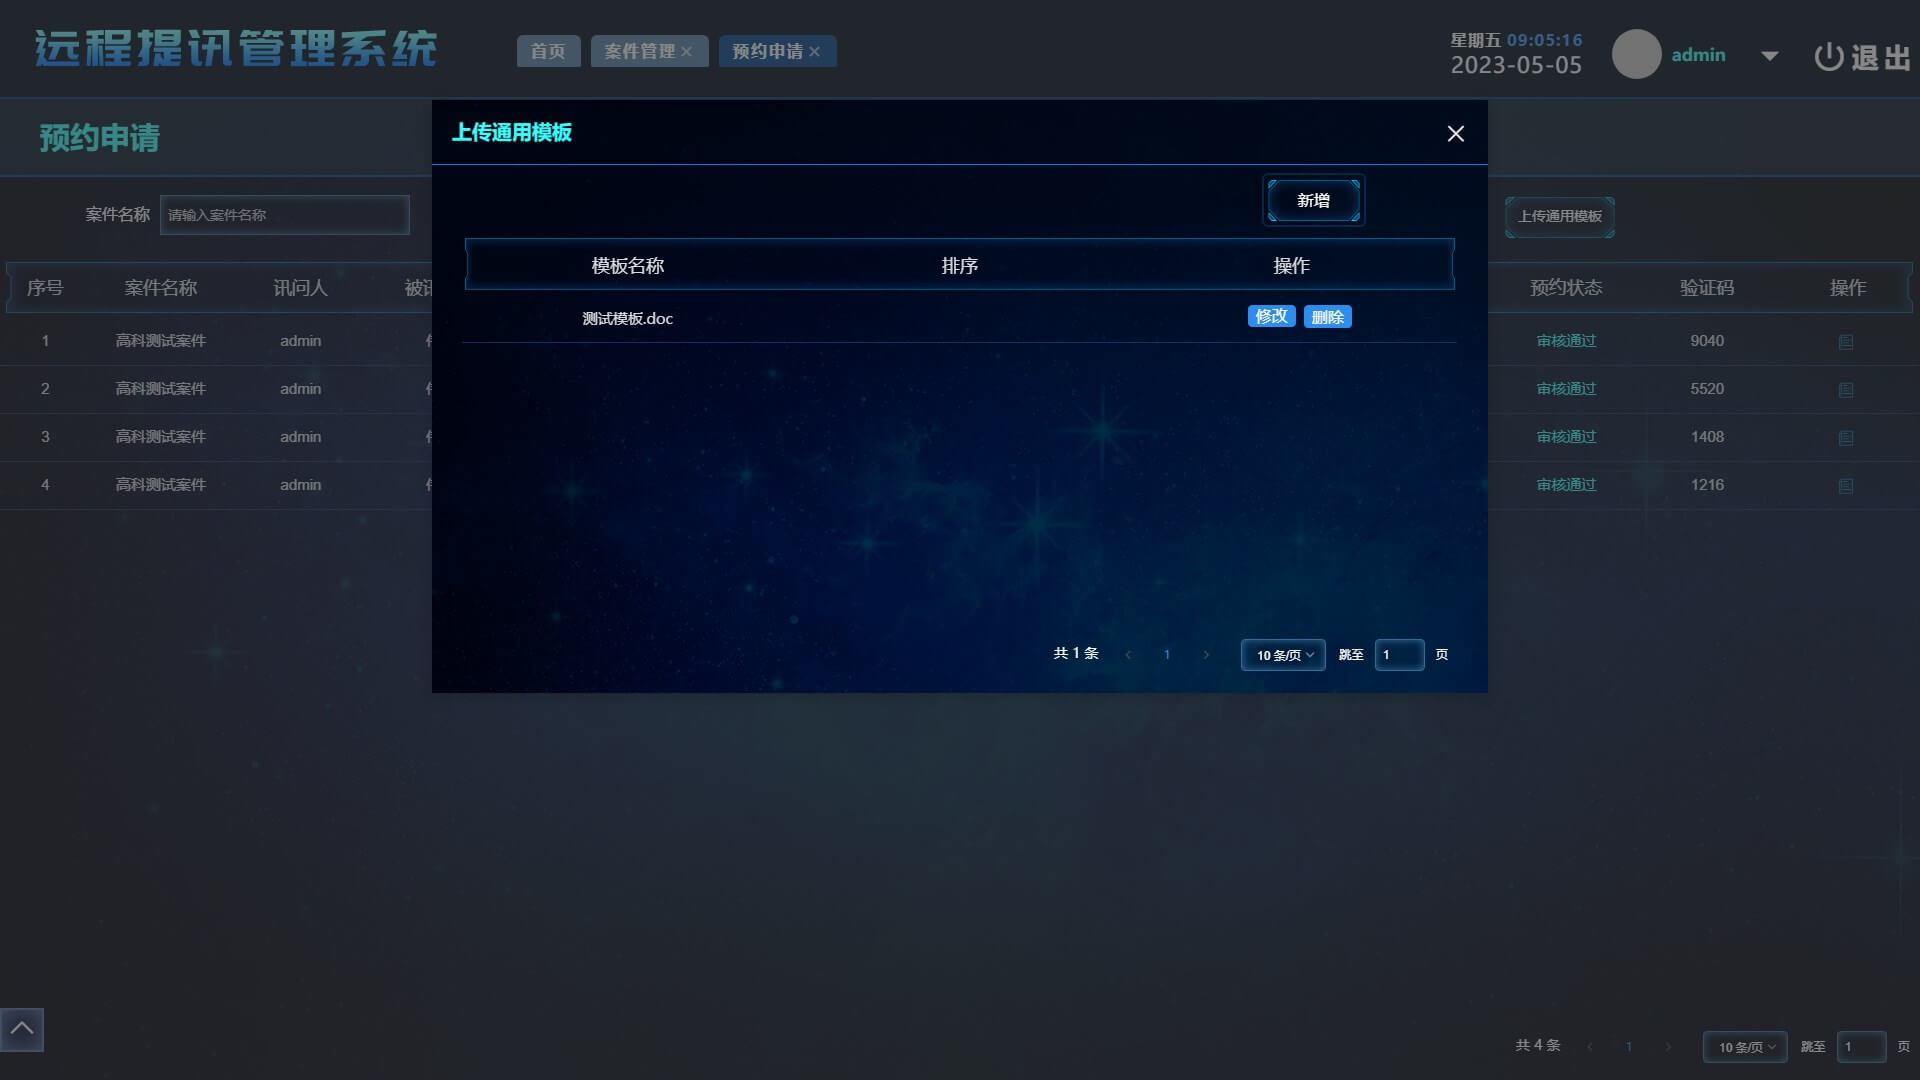 远程提讯管理系统
首页
案件管理
预约申请
星期五 09:05:16
2023-05-05
admin
退出
预约申请
上传通用模板
新增
案件名称 请输入案件名称
上传通用模板
模板名称 排序 操作
测试模板.doc 修改 删除
序号 案件名称 讯问人 预约状态 验证码 操作
1 高科测试案件 admin 审核通过 9040
2 高科测试案件 admin 审核通过 5520
3 高科测试案件 admin 审核通过 1408
4 高科测试案件 admin 审核通过 1216
共 1 条 1 10 条/页 跳至 1 页
共 4 条 1 10 条/页 跳至 1 页